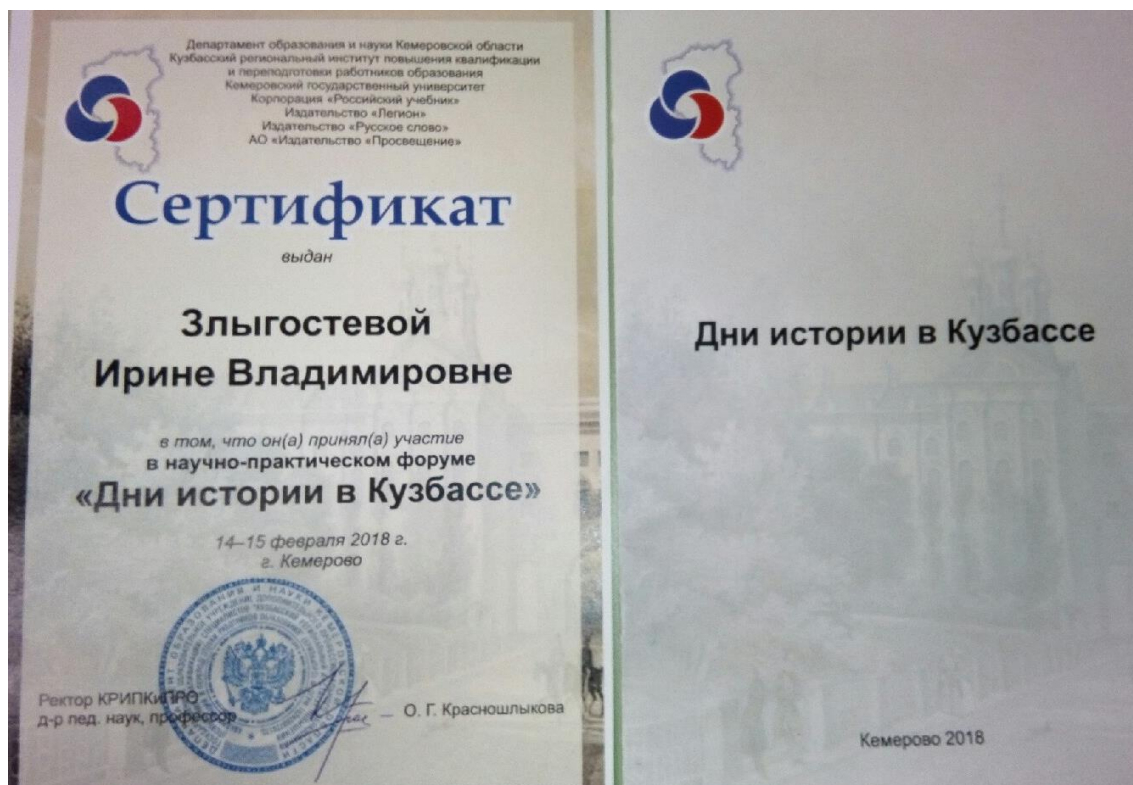 Департамент образования и науки Кемеровской области
Кузбасский региональный институт повышения квалификации
и переподготовки работников образования
Кемеровский государственный университет
Корпорация «Российский учебник»
Издательство «Легион»
Издательство «Русское слово»
АО «Издательство «Просвещение»
Сертификат
выдан
Злыгостевой
Ирине Владимировне
в том, что он(а) принял(а) участие
в научно-практическом форуме
«Дни истории в Кузбассе»
14–15 февраля 2018 г.
г. Кемерово
Ректор КРИПКиПРО
д-р пед. наук, профессор
О. Г. Красношлыкова
Дни истории в Кузбассе
Кемерово 2018